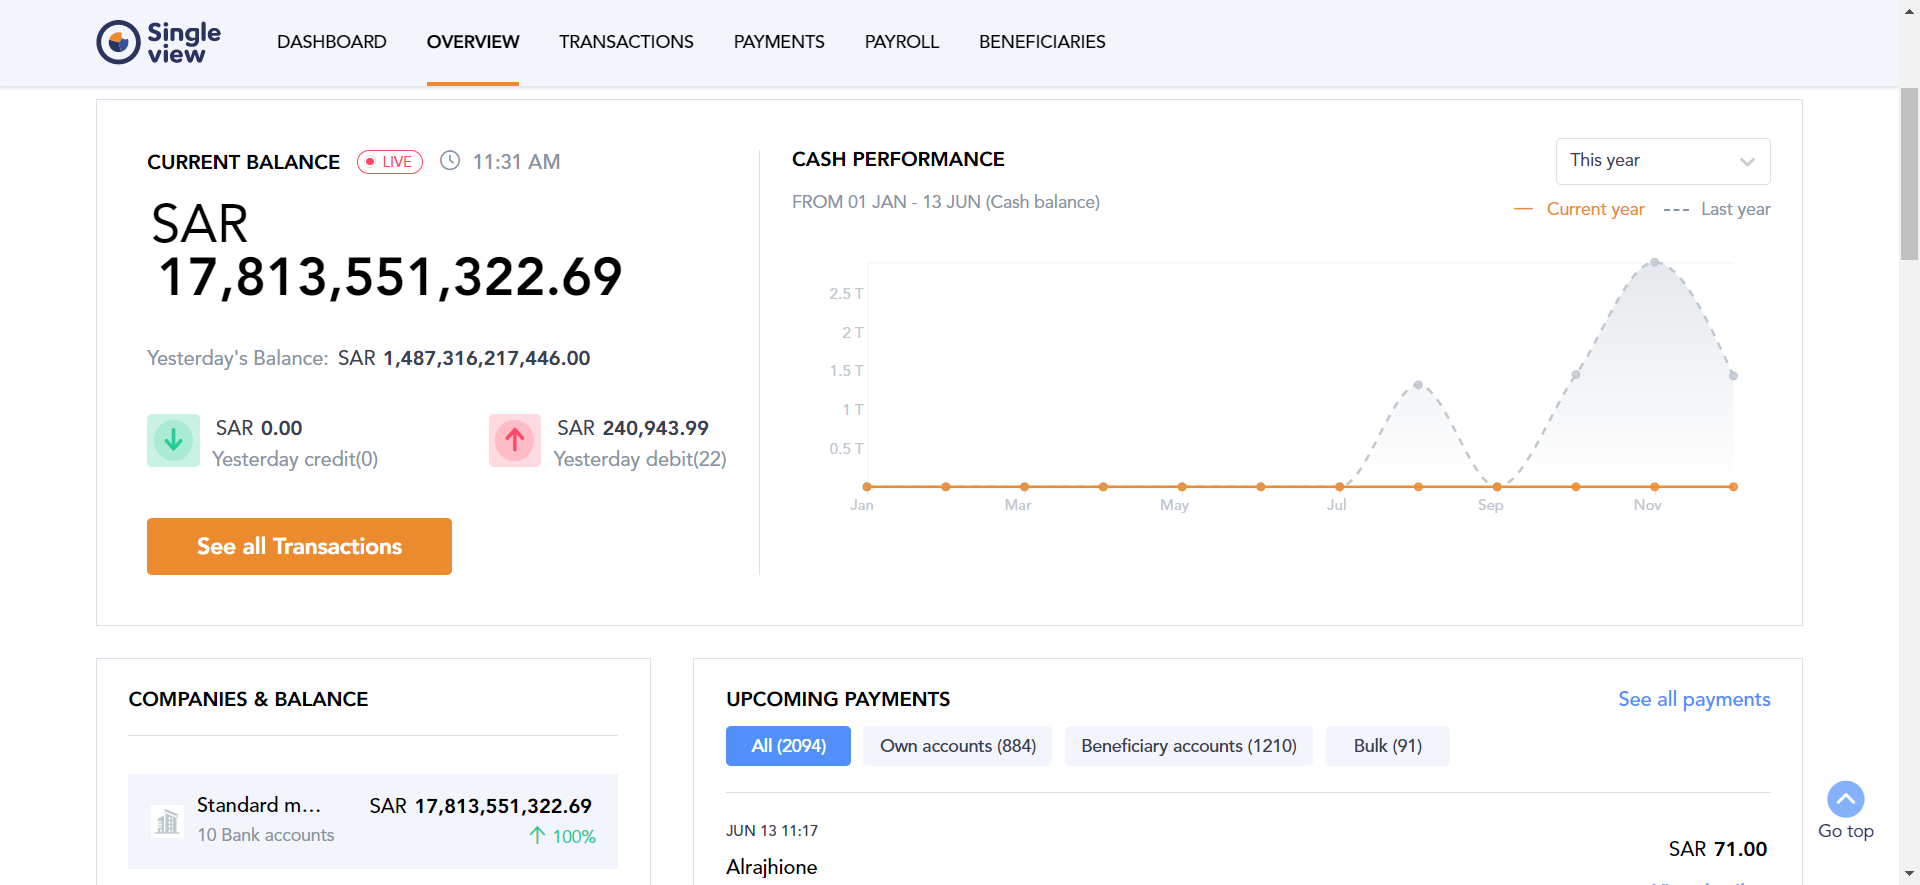 Single view
DASHBOARD
OVERVIEW
TRANSACTIONS
PAYMENTS
PAYROLL
BENEFICIARIES
CURRENT BALANCE
LIVE
11:31 AM
SAR
17,813,551,322.69
Yesterday's Balance: SAR 1,487,316,217,446.00
SAR 0.00
Yesterday credit(0)
SAR 240,943.99
Yesterday debit(22)
See all Transactions
CASH PERFORMANCE
This year
FROM 01 JAN - 13 JUN (Cash balance)
Current year
Last year
2.5 T
2 T
1.5 T
1 T
0.5 T
Jan
Mar
May
Jul
Sep
Nov
COMPANIES & BALANCE
Standard m...
SAR 17,813,551,322.69
10 Bank accounts
100%
UPCOMING PAYMENTS
See all payments
All (2094)
Own accounts (884)
Beneficiary accounts (1210)
Bulk (91)
JUN 13 11:17
Alrajhione
SAR 71.00
Go top